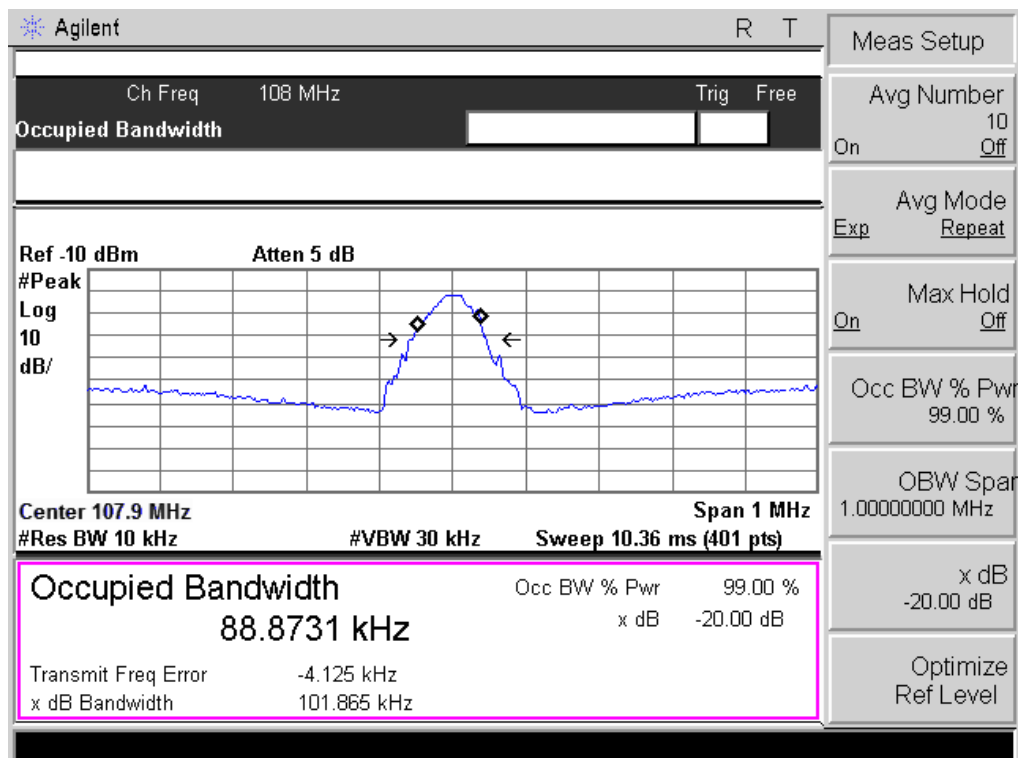 Agilent R T
Ch Freq 108 MHz Trig Free
Occupied Bandwidth
Ref -10 dBm Atten 5 dB
#Peak
Log
10
dB/
Center 107.9 MHz Span 1 MHz
#Res BW 10 kHz #VBW 30 kHz Sweep 10.36 ms (401 pts)
Occupied Bandwidth
88.8731 kHz
Occ BW % Pwr 99.00 %
x dB -20.00 dB
Transmit Freq Error -4.125 kHz
x dB Bandwidth 101.865 kHz
Meas Setup
Avg Number
10
On Off
Avg Mode
Exp Repeat
Max Hold
On Off
Occ BW % Pwr
99.00 %
OBW Span
1.00000000 MHz
x dB
-20.00 dB
Optimize
Ref Level